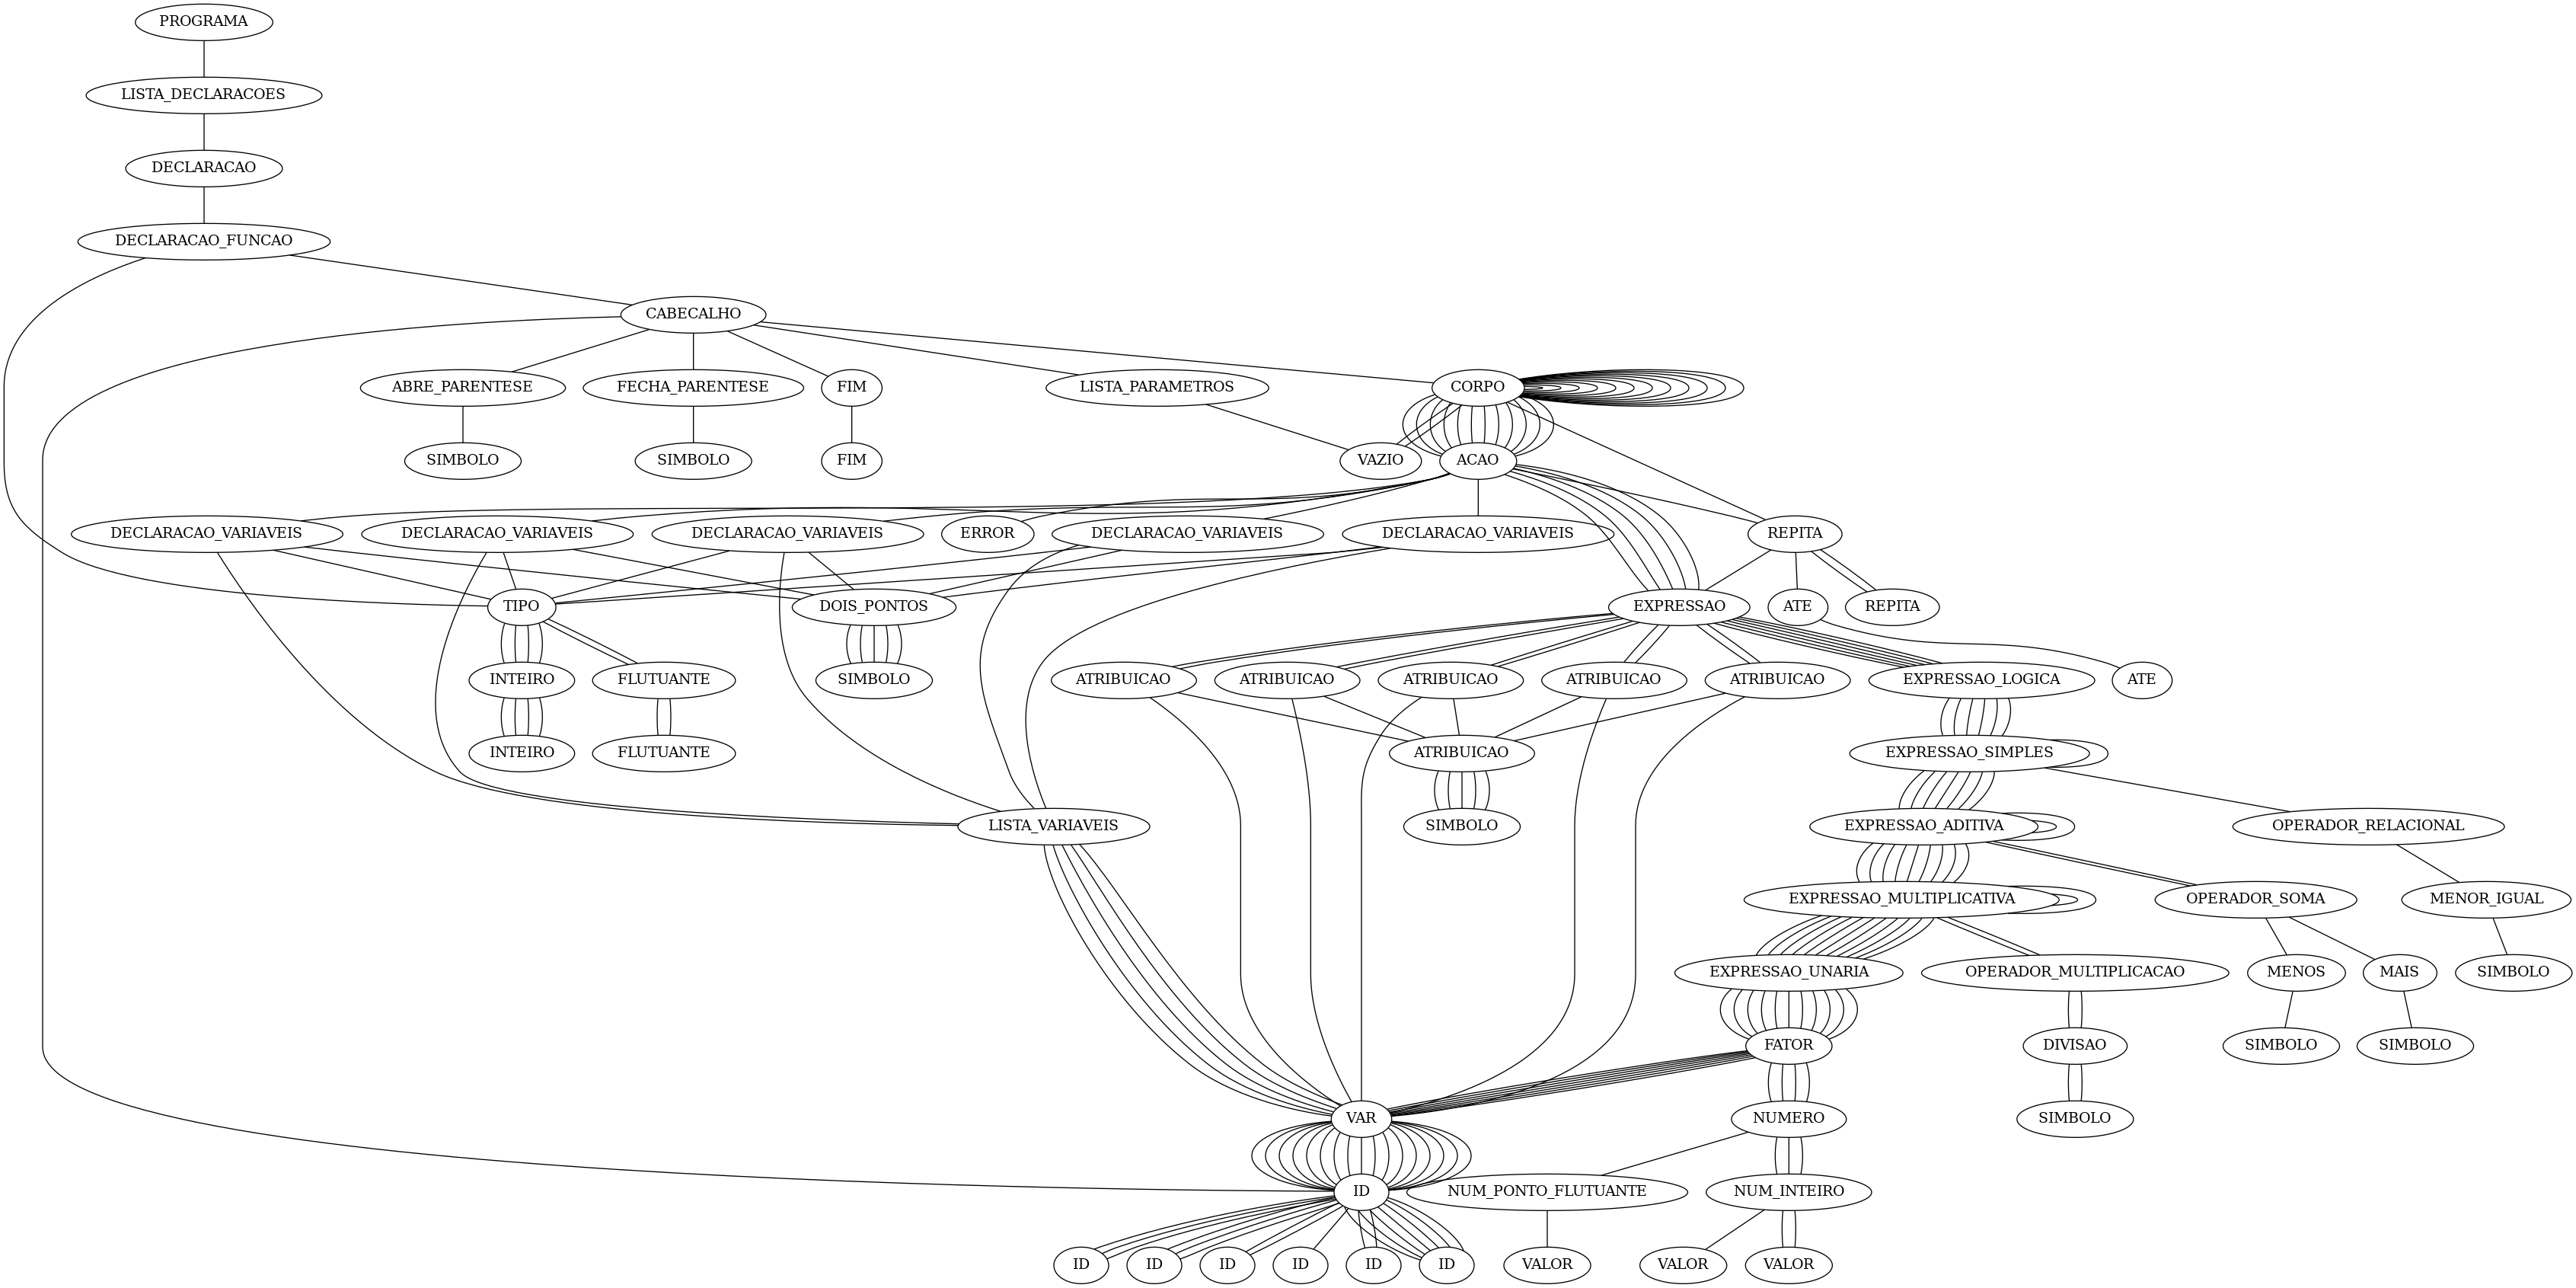 PROGRAMA
LISTA_DECLARACOES
DECLARACAO
DECLARACAO_FUNCAO
CABECALHO
ABRE_PARENTESE
FECHA_PARENTESE
FIM
LISTA_PARAMETROS
CORPO
SIMBOLO
SIMBOLO
FIM
VAZIO
ACAO
DECLARACAO_VARIAVEIS
DECLARACAO_VARIAVEIS
DECLARACAO_VARIAVEIS
ERROR
DECLARACAO_VARIAVEIS
DECLARACAO_VARIAVEIS
REPITA
TIPO
DOIS_PONTOS
EXPRESSAO
ATE
REPITA
INTEIRO
FLUTUANTE
SIMBOLO
ATRIBUICAO
ATRIBUICAO
ATRIBUICAO
ATRIBUICAO
ATRIBUICAO
EXPRESSAO_LOGICA
ATE
INTEIRO
FLUTUANTE
ATRIBUICAO
EXPRESSAO_SIMPLES
LISTA_VARIAVEIS
SIMBOLO
EXPRESSAO_ADITIVA
OPERADOR_RELACIONAL
EXPRESSAO_MULTIPLICATIVA
OPERADOR_SOMA
MENOR_IGUAL
EXPRESSAO_UNARIA
OPERADOR_MULTIPLICACAO
MENOS
MAIS
SIMBOLO
FATOR
DIVISAO
SIMBOLO
SIMBOLO
VAR
NUMERO
SIMBOLO
ID
NUM_PONTO_FLUTUANTE
NUM_INTEIRO
ID
ID
ID
ID
ID
ID
VALOR
VALOR
VALOR